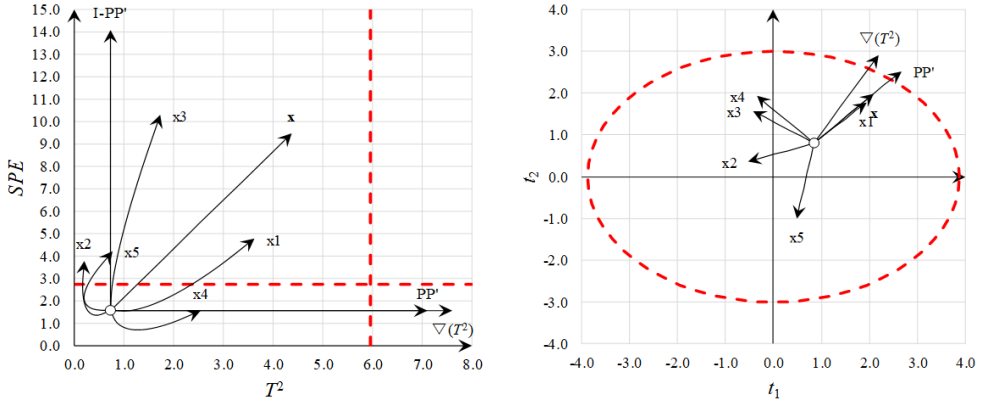 15.0
14.0
13.0
12.0
11.0
10.0
9.0
8.0
7.0
6.0
5.0
4.0
3.0
2.0
1.0
0.0
SPE
I-PP'
x3
x
x2
x5
x1
x4
PP'
▽(T²)
0.0 1.0 2.0 3.0 4.0 5.0 6.0 7.0 8.0
T²
4.0
3.0
2.0
1.0
0.0
-1.0
-2.0
-3.0
-4.0
t₂
▽(T²)
PP'
x4
x3
x
x1
x2
x5
-4.0 -3.0 -2.0 -1.0 0.0 1.0 2.0 3.0 4.0
t₁